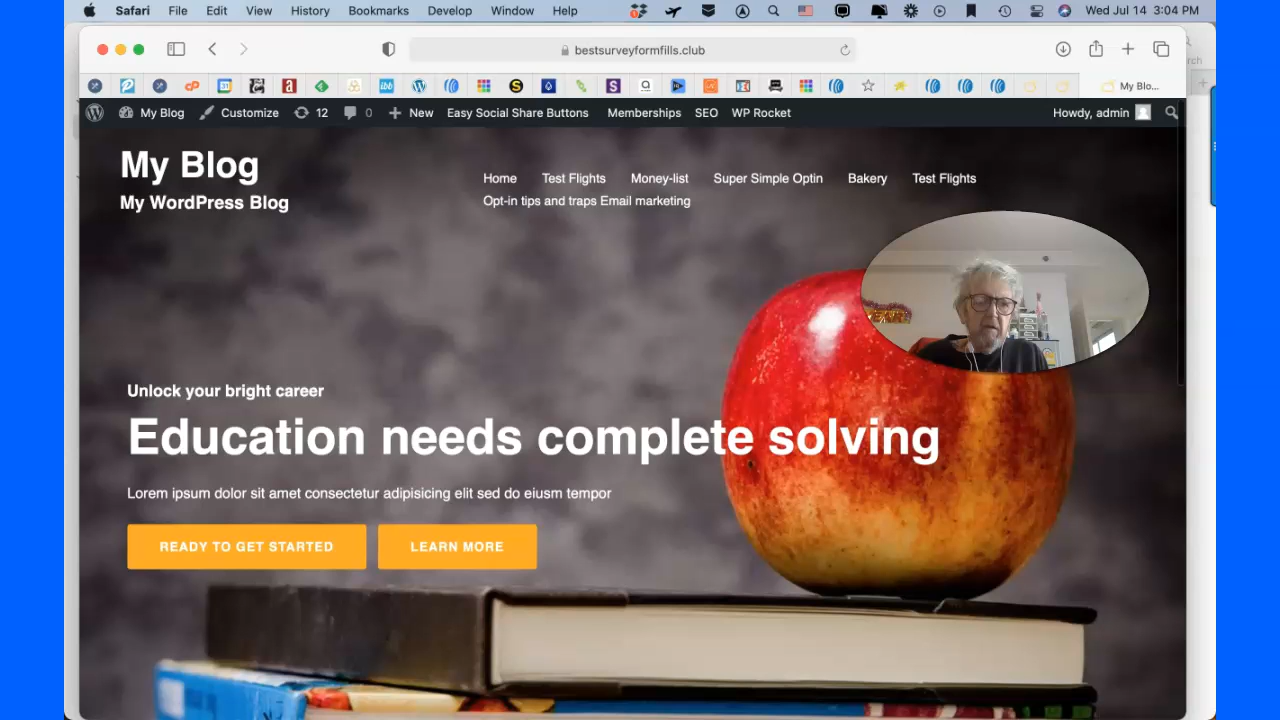 Safari File Edit View History Bookmarks Develop Window Help Wed Jul 14 3:04 PM
bestsurveyformfills.club
My Blo...
My Blog Customize 12 0 New Easy Social Share Buttons Memberships SEO WP Rocket Howdy, admin
My Blog
My WordPress Blog
Home Test Flights Money-list Super Simple Optin Bakery Test Flights
Opt-in tips and traps Email marketing
Unlock your bright career
Education needs complete solving
Lorem ipsum dolor sit amet consectetur adipisicing elit sed do eiusm tempor
READY TO GET STARTED LEARN MORE